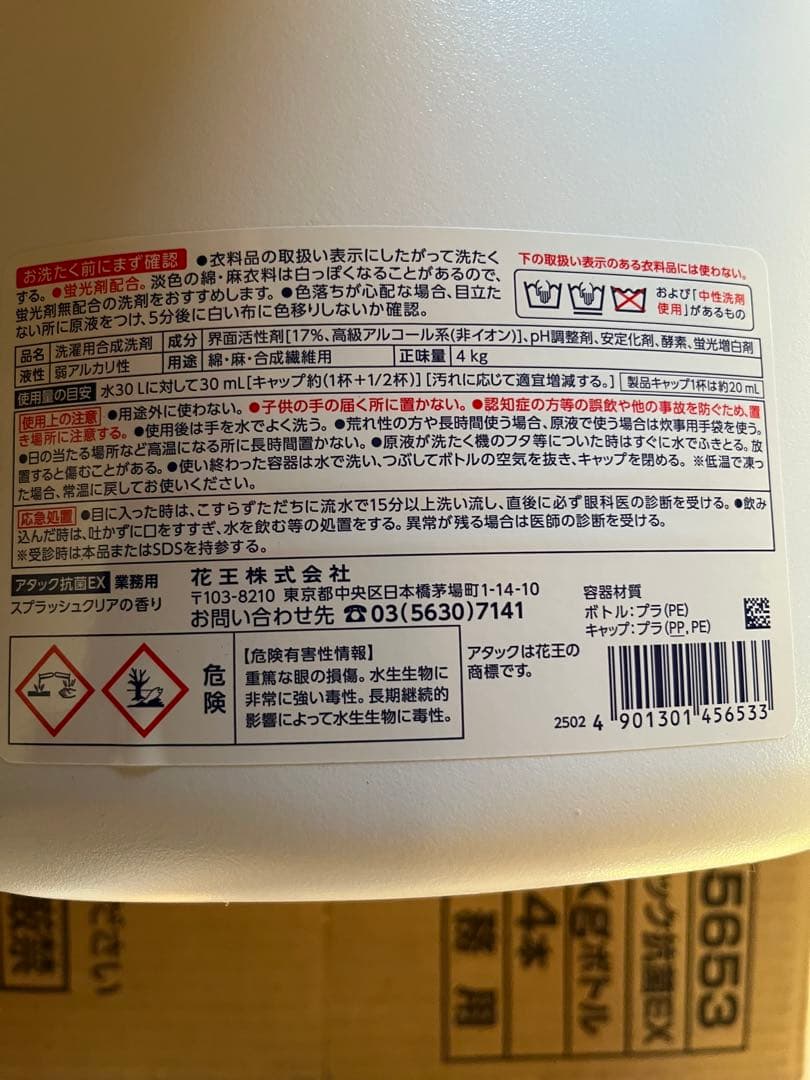 お洗たく前にまず確認 ●衣料品の取扱い表示にしたがって洗たく
する。●蛍光剤配合。淡色の綿・麻衣料は白っぽくなることがあるので、
蛍光剤無配合の洗剤をおすすめします。●色落ちが心配な場合、目立た
ない所に原液をつけ、5分後に白い布に色移りしないか確認。
下の取扱い表示のある衣料品には使わない。
および「中性洗剤
使用」があるもの
品名 洗濯用合成洗剤 成分 界面活性剤[17%、高級アルコール系(非イオン)]、pH調整剤、安定化剤、酵素、蛍光増白剤
液性 弱アルカリ性 用途 綿・麻・合成繊維用 正味量 4 kg
使用量の目安 水30 Lに対して30 mL[キャップ約(1杯+1/2杯)] [汚れに応じて適宜増減する。] 製品キャップ1杯は約20 mL
使用上の注意 ●用途外に使わない。●子供の手の届く所に置かない。●認知症の方等の誤飲や他の事故を防ぐため、置
き場所に注意する。●使用後は手を水でよく洗う。●荒れ性の方や長時間使う場合、原液で使う場合は炊事用手袋を使う。
●日の当たる場所など高温になる所に長時間置かない。●原液が洗たく機のフタ等についた時はすぐに水でふきとる。放
置すると傷むことがある。●使い終わった容器は水で洗い、つぶしてボトルの空気を抜き、キャップを閉める。※低温で凍っ
た場合、常温に戻してお使いください。
応急処置 ●目に入った時は、こすらずただちに流水で15分以上洗い流し、直後に必ず眼科医の診断を受ける。●飲み
込んだ時は、吐かずに口をすすぎ、水を飲む等の処置をする。異常が残る場合は医師の診断を受ける。
※受診時は本品またはSDSを持参する。
アタック抗菌EX 業務用
スプラッシュクリアの香り
花王株式会社
〒103-8210 東京都中央区日本橋茅場町1-14-10
お問い合わせ先 ☎03(5630)7141
容器材質
ボトル:プラ(PE)
キャップ:プラ(PP, PE)
危険
【危険有害性情報】
重篤な眼の損傷。水生生物に
非常に強い毒性。長期継続的
影響によって水生生物に毒性。
アタックは花王の
商標です。
2502 4 901301 456533
5653
ック抗菌EX
kgボトル
4本
務用
ださい